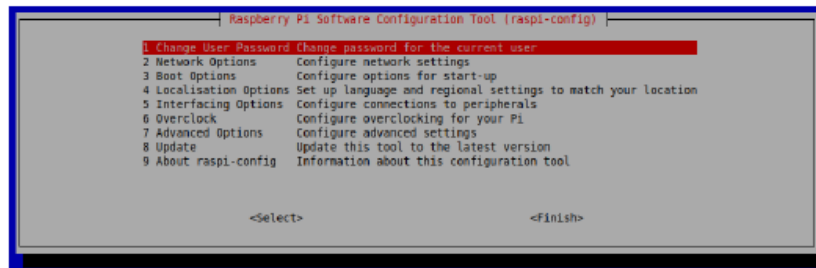 Raspberry Pi Software Configuration Tool (raspi-config)
1 Change User Password Change password for the current user
2 Network Options Configure network settings
3 Boot Options Configure options for start-up
4 Localisation Options Set up language and regional settings to match your location
5 Interfacing Options Configure connections to peripherals
6 Overclock Configure overclocking for your Pi
7 Advanced Options Configure advanced settings
8 Update Update this tool to the latest version
9 About raspi-config Information about this configuration tool
<Select> <Finish>